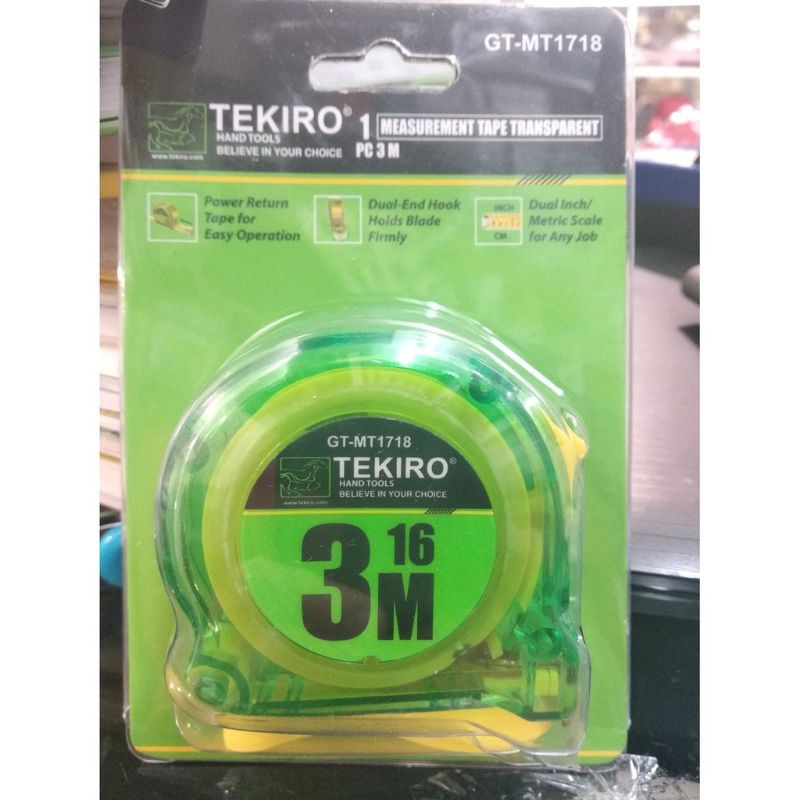 GT-MT1718
TEKIRO®
HAND TOOLS
BELIEVE IN YOUR CHOICE
www.tekiro.com
1
PC 3 M
MEASUREMENT TAPE TRANSPARENT
Power Return
Tape for
Easy Operation
Dual-End Hook
Holds Blade
Firmly
INCH
CM
Dual Inch/
Metric Scale
for Any Job
GT-MT1718
TEKIRO®
HAND TOOLS
BELIEVE IN YOUR CHOICE
www.tekiro.com
3 16
M